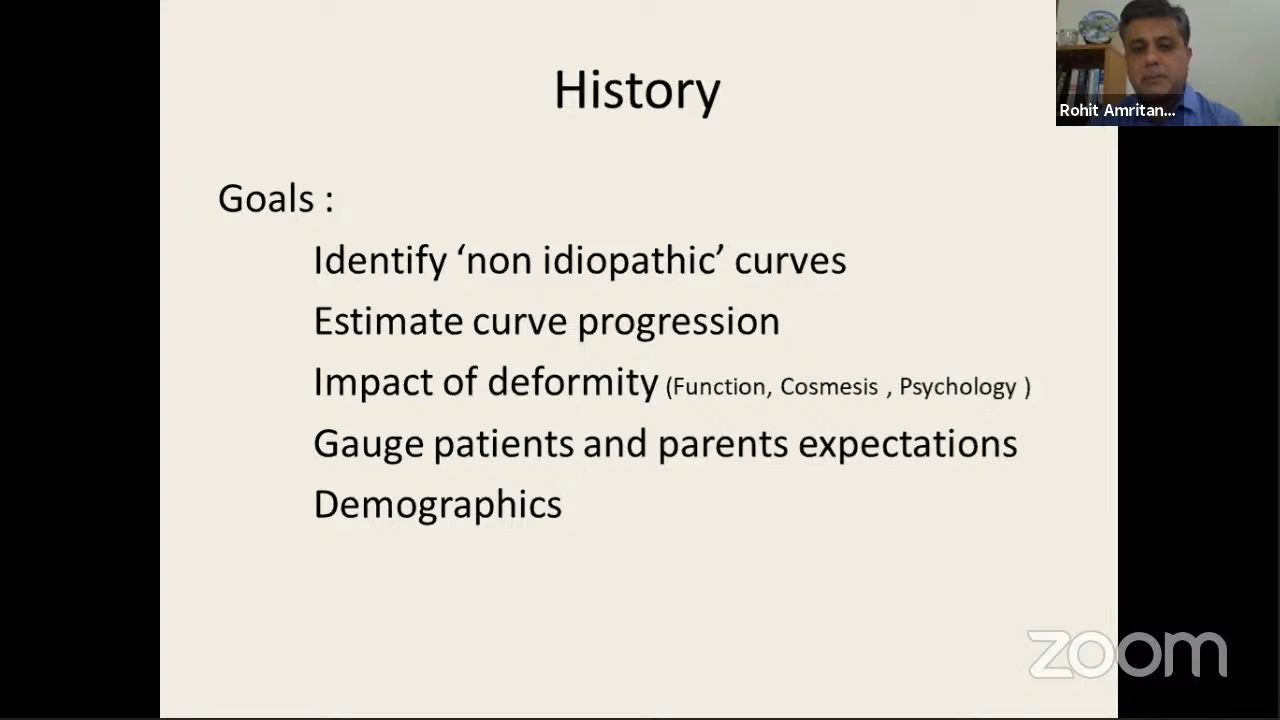 History
Rohit Amritan...
Goals :
Identify ‘non idiopathic’ curves
Estimate curve progression
Impact of deformity (Function, Cosmesis , Psychology )
Gauge patients and parents expectations
Demographics
zoom